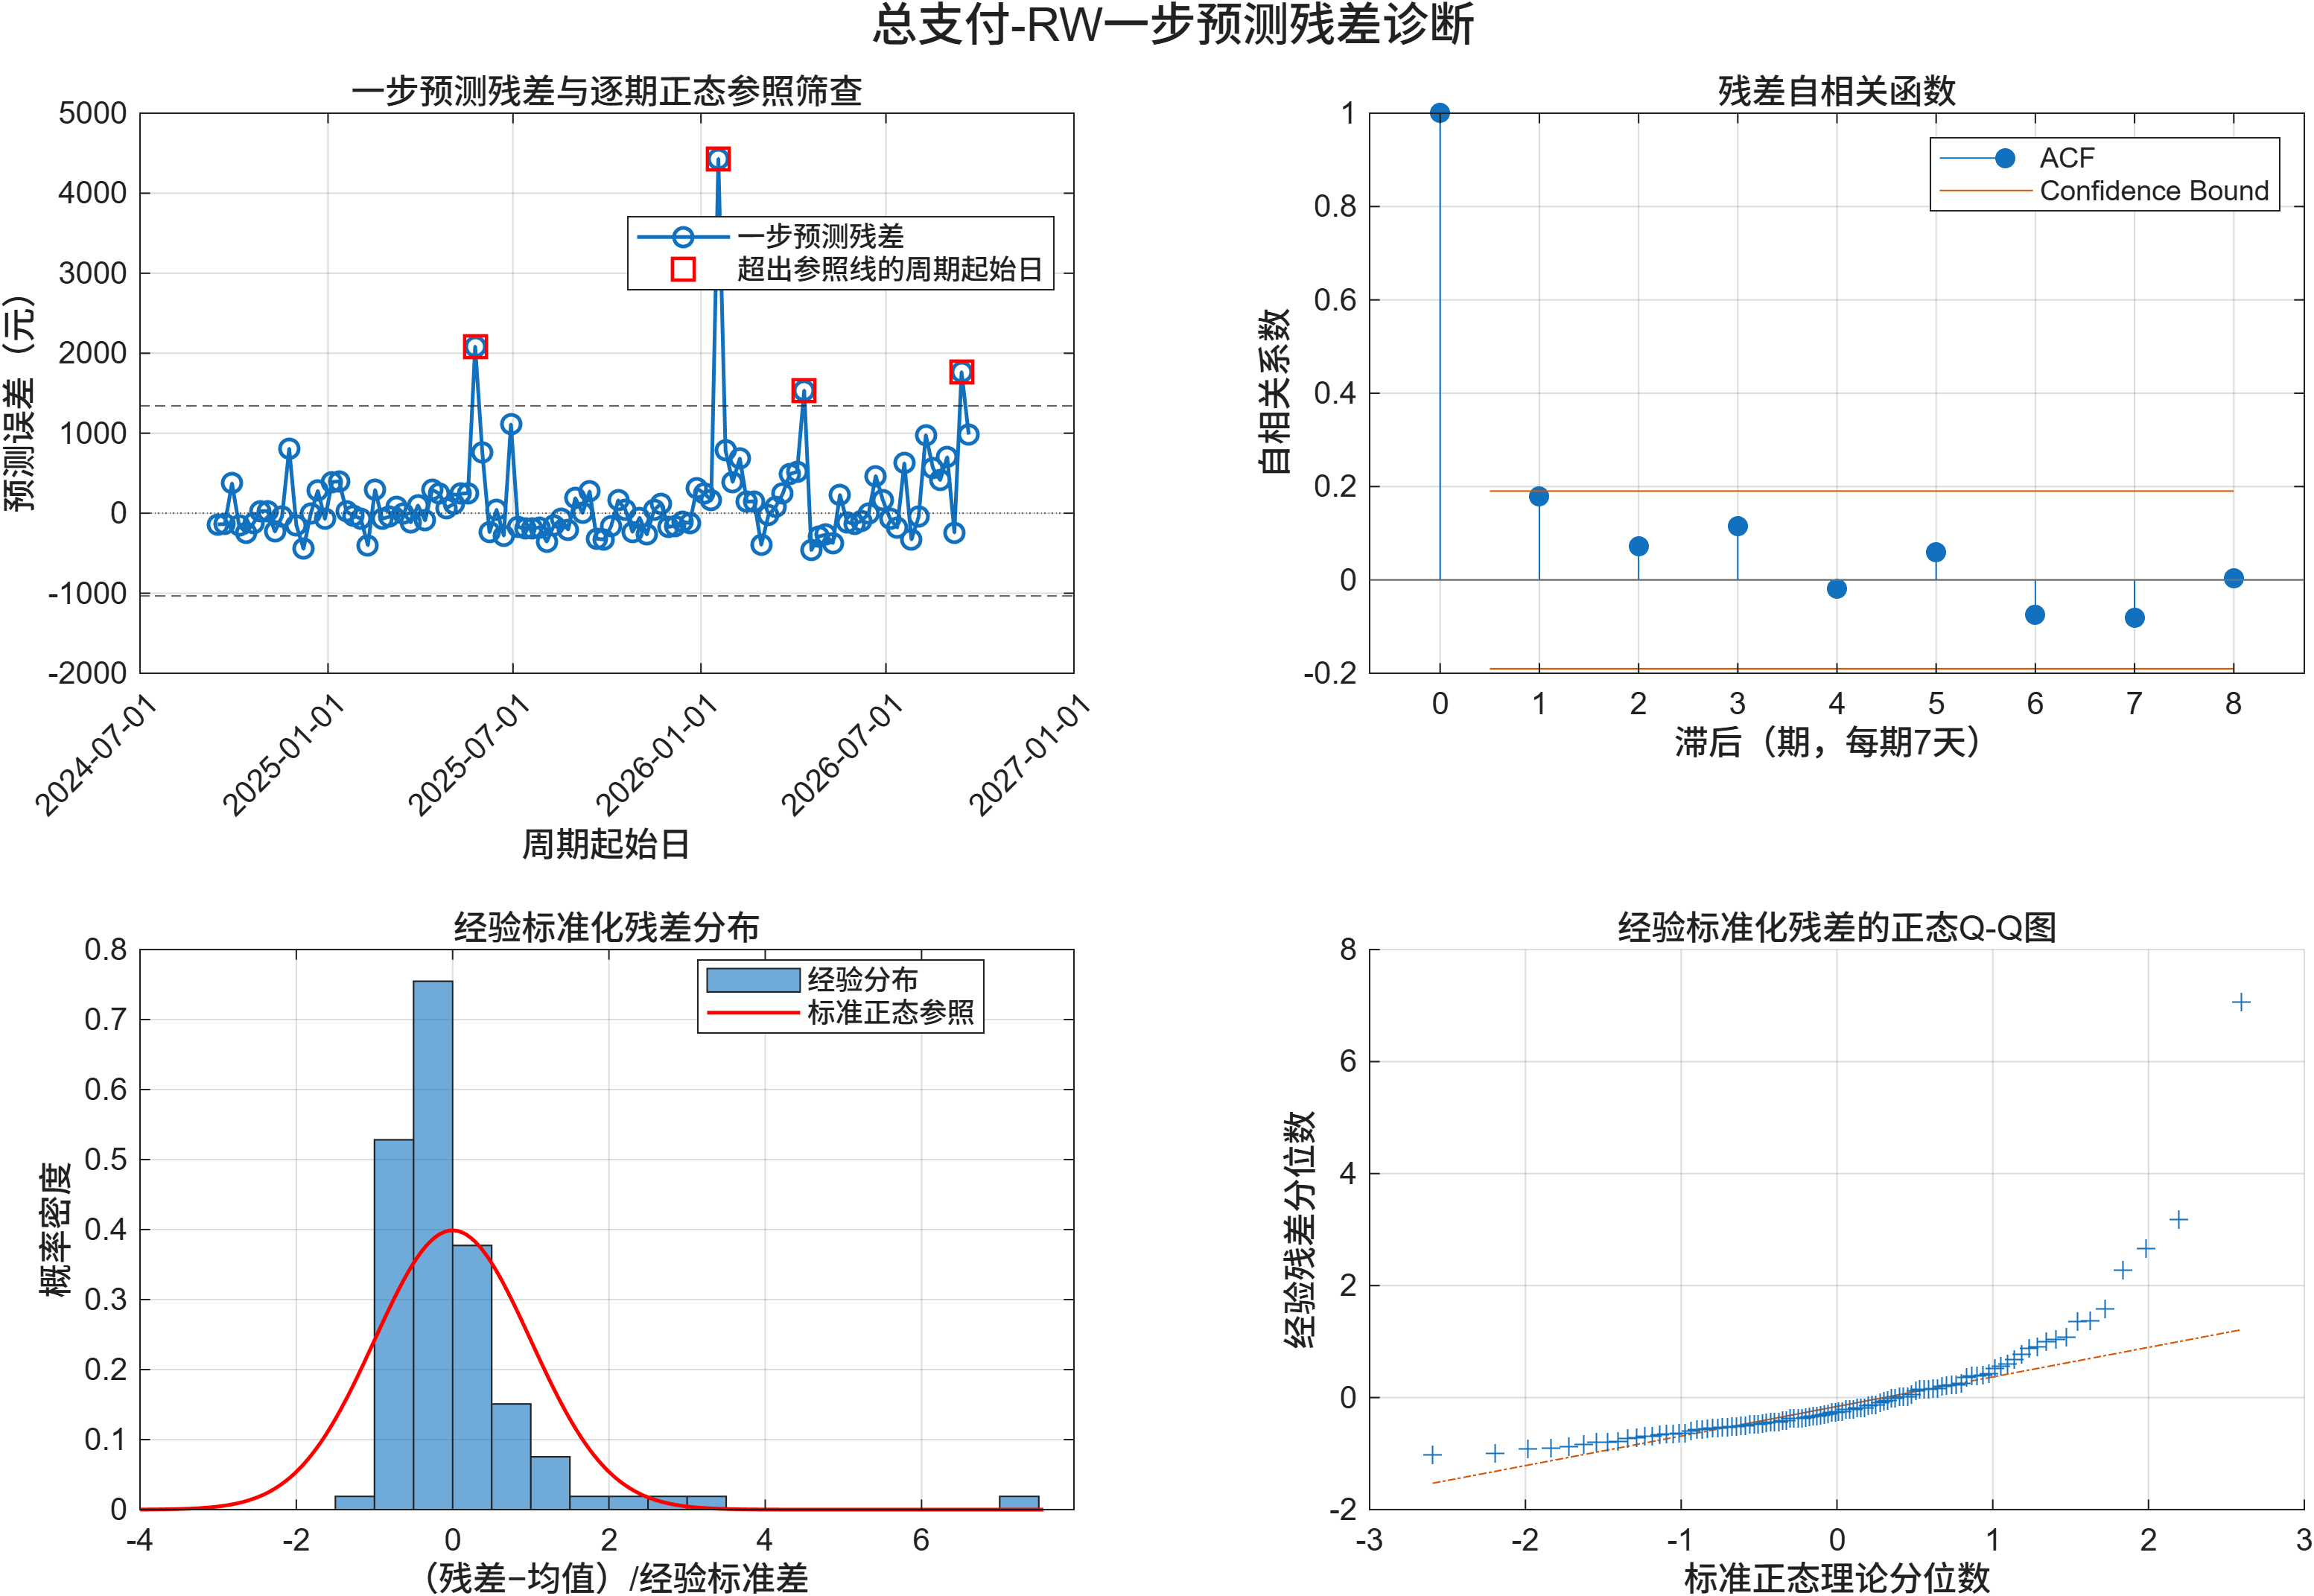 总支付-RW一步预测残差诊断
一步预测残差与逐期正态参照筛查
5000
4000
3000
2000
1000
0
-1000
-2000
预测误差（元）
一步预测残差
超出参照线的周期起始日
2024-07-01
2025-01-01
2025-07-01
2026-01-01
2026-07-01
2027-01-01
周期起始日
残差自相关函数
1
0.8
0.6
0.4
0.2
0
-0.2
自相关系数
ACF
Confidence Bound
0 1 2 3 4 5 6 7 8
滞后（期，每期7天）
经验标准化残差分布
0.8
0.7
0.6
0.5
0.4
0.3
0.2
0.1
0
概率密度
经验分布
标准正态参照
-4 -2 0 2 4 6
（残差−均值）/经验标准差
经验标准化残差的正态Q-Q图
8
6
4
2
0
-2
经验残差分位数
-3 -2 -1 0 1 2 3
标准正态理论分位数